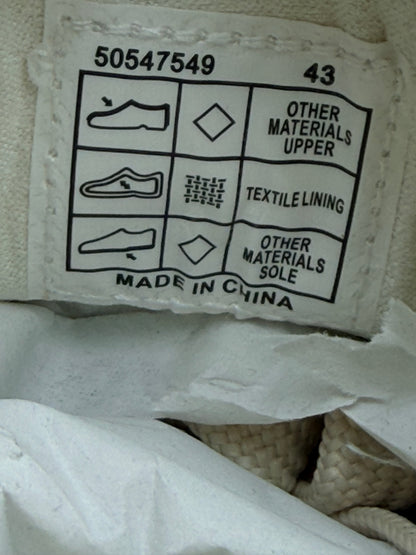 50547549 43
OTHER
MATERIALS
UPPER
TEXTILE LINING
OTHER
MATERIALS
SOLE
MADE IN CHINA